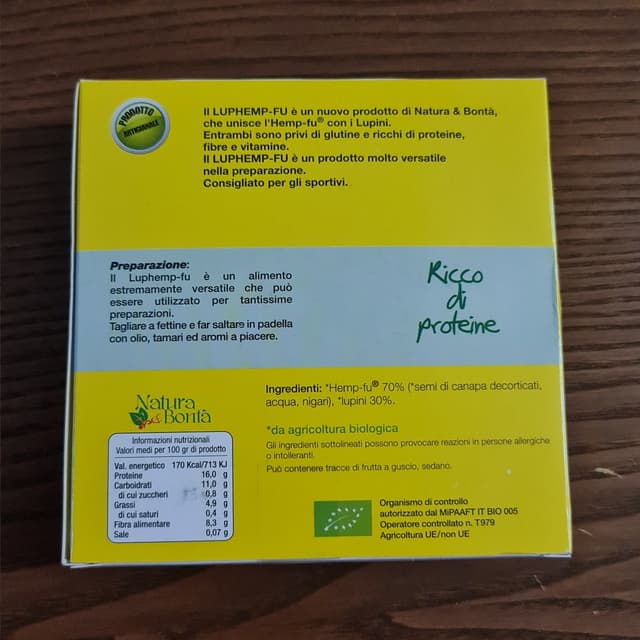 PRODOTTO
ARTIGIANALE
Il LUPHEMP-FU è un nuovo prodotto di Natura & Bontà,
che unisce l'Hemp-fu® con i Lupini.
Entrambi sono privi di glutine e ricchi di proteine,
fibre e vitamine.
Il LUPHEMP-FU è un prodotto molto versatile
nella preparazione.
Consigliato per gli sportivi.
Preparazione:
Il Luphemp-fu è un alimento
estremamente versatile che può
essere utilizzato per tantissime
preparazioni.
Tagliare a fettine e far saltare in padella
con olio, tamari ed aromi a piacere.
Ricco
di
proteine
Natura
& Bontà
Informazioni nutrizionali
Valori medi per 100 gr di prodotto
Val. energetico 170 Kcal/713 KJ
Proteine 16,0 g
Carboidrati 11,0 g
di cui zuccheri 0,8 g
Grassi 4,9 g
di cui saturi 0,4 g
Fibra alimentare 8,3 g
Sale 0,07 g
Ingredienti: *Hemp-fu® 70% (*semi di canapa decorticati,
acqua, nigari), *lupini 30%.
*da agricoltura biologica
Gli ingredienti sottolineati possono provocare reazioni in persone allergiche
o intolleranti.
Può contenere tracce di frutta a guscio, sedano.
Organismo di controllo
autorizzato dal MiPAAFT IT BIO 005
Operatore controllato n. T979
Agricoltura UE/non UE